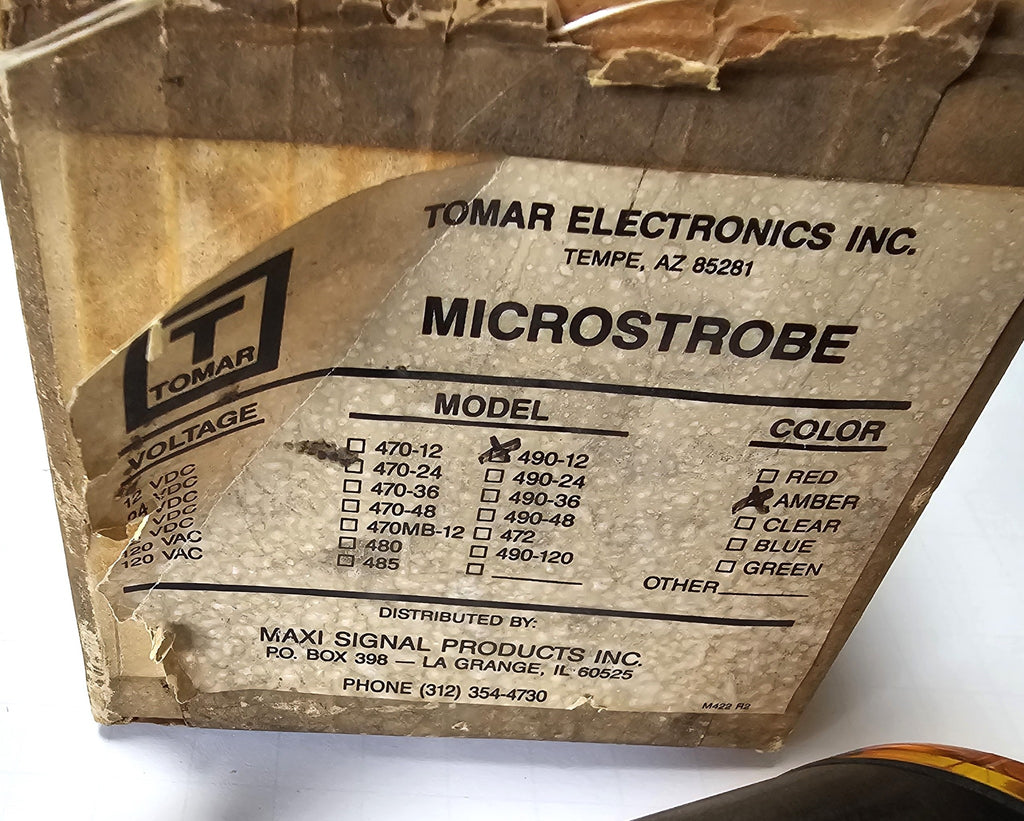 TOMAR ELECTRONICS INC.
TEMPE, AZ 85281
T
TOMAR
MICROSTROBE
VOLTAGE
12 VDC
VDC
VDC
VDC
120 VAC
120 VAC
MODEL
470-12
470-24
470-36
470-48
470MB-12
480
485
490-12
490-24
490-36
490-48
472
490-120
COLOR
RED
AMBER
CLEAR
BLUE
GREEN
OTHER
DISTRIBUTED BY:
MAXI SIGNAL PRODUCTS INC.
P.O. BOX 398 — LA GRANGE, IL 60525
PHONE (312) 354-4730
M422 R2